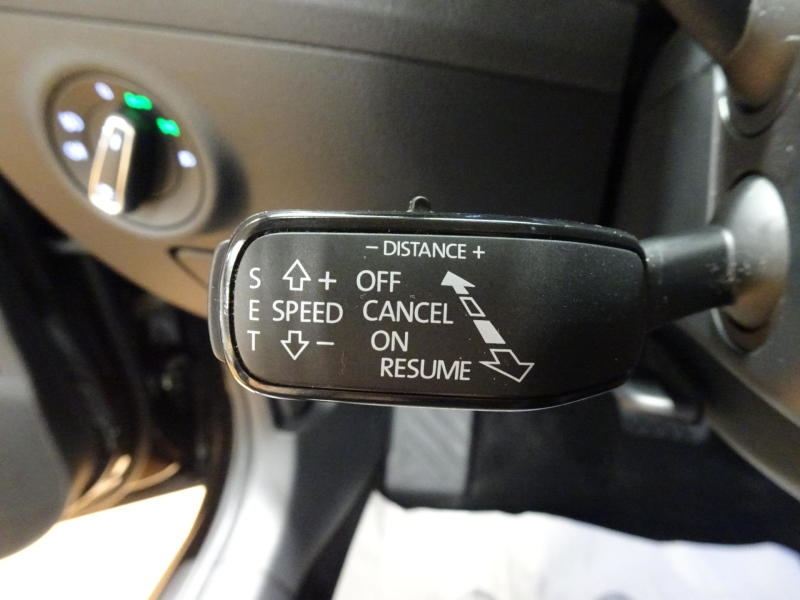 - DISTANCE +
S + OFF
E SPEED CANCEL
T - ON
RESUME